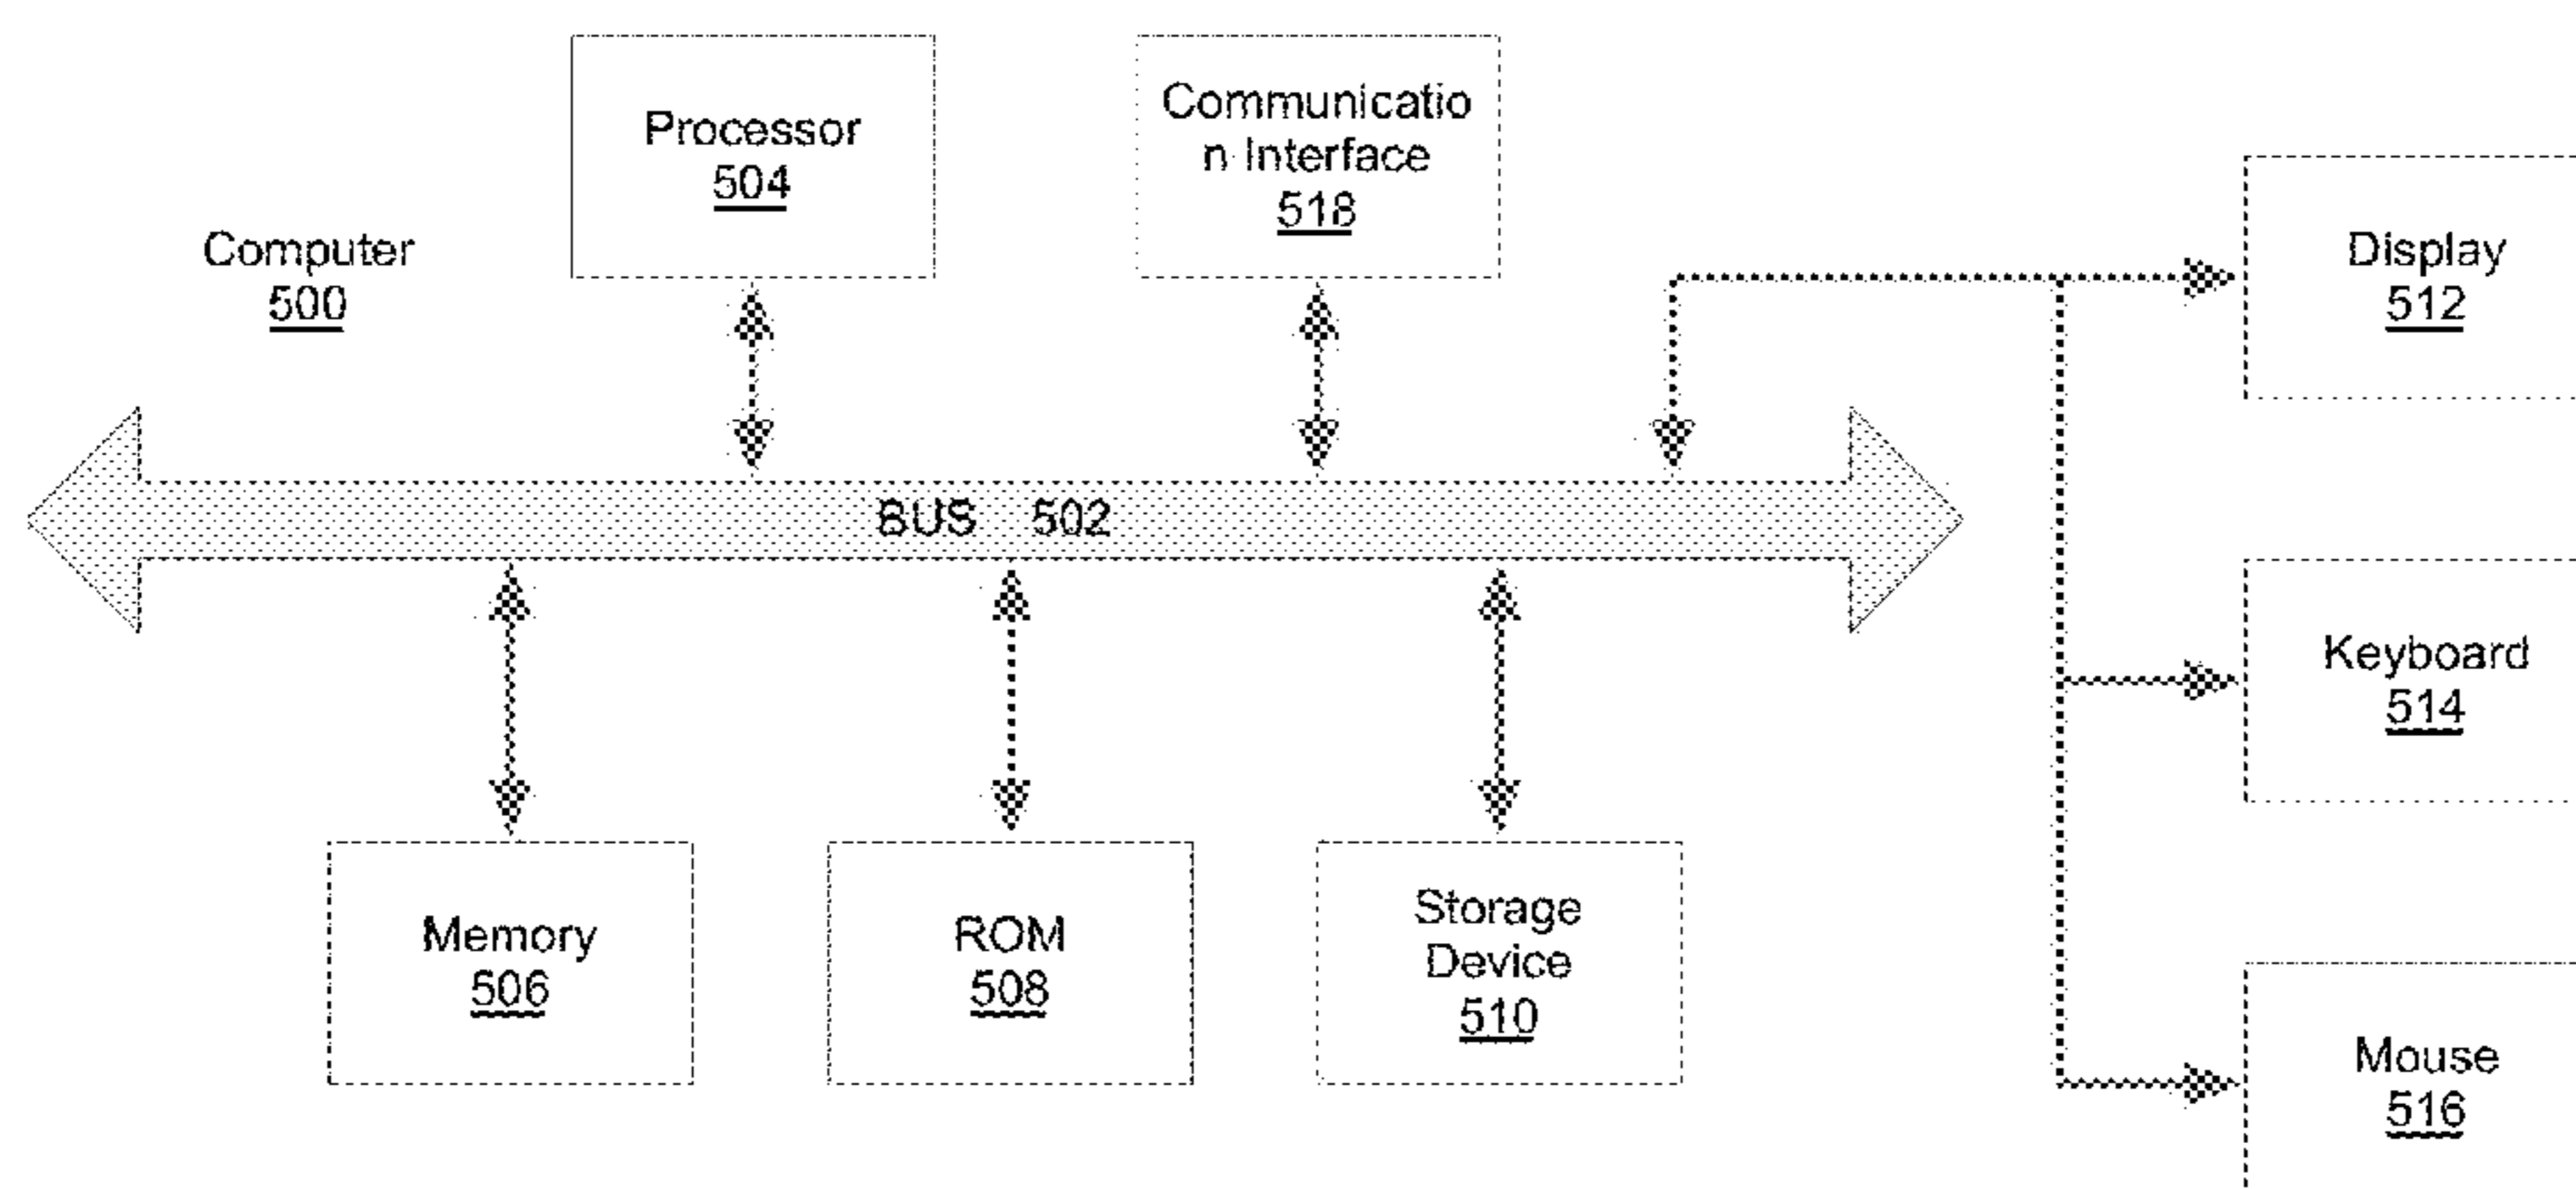 Processor
504
Communicatio
n Interface
518
Computer
500
Display
512
BUS 502
Keyboard
514
Memory
506
ROM
508
Storage
Device
510
Mouse
516